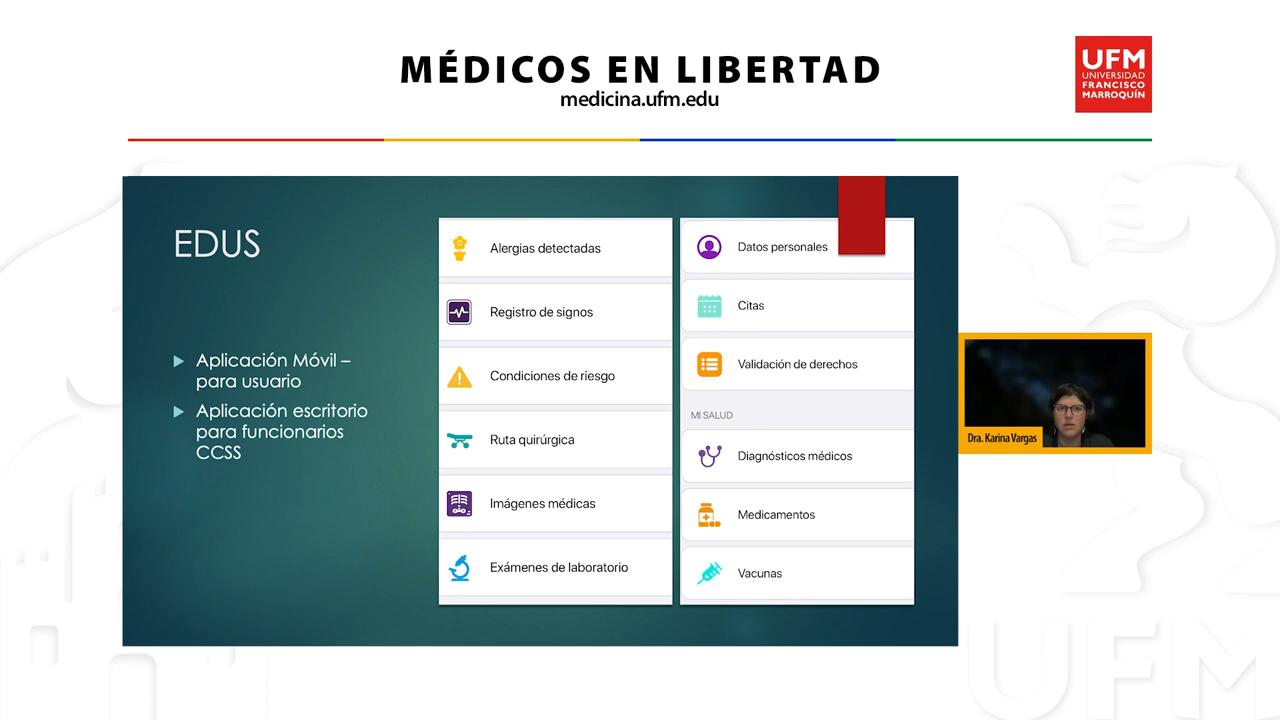 MÉDICOS EN LIBERTAD
medicina.ufm.edu
UFM
UNIVERSIDAD
FRANCISCO
MARROQUÍN
EDUS
Aplicación Móvil –
para usuario
Aplicación escritorio
para funcionarios
CCSS
Alergias detectadas
Registro de signos
Condiciones de riesgo
Ruta quirúrgica
Imágenes médicas
Exámenes de laboratorio
Datos personales
Citas
Validación de derechos
MI SALUD
Diagnósticos médicos
Medicamentos
Vacunas
Dra. Karina Vargas
UFM